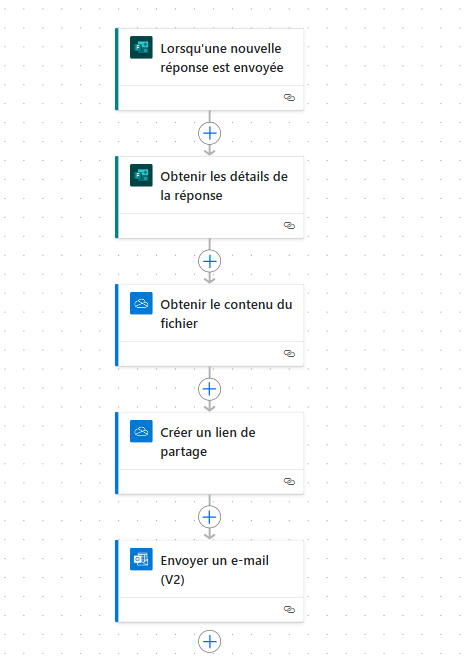 Lorsqu'une nouvelle
réponse est envoyée
Obtenir les détails de
la réponse
Obtenir le contenu du
fichier
Créer un lien de
partage
Envoyer un e-mail
(V2)